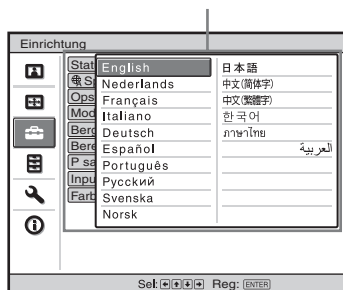 Einrichtung
Stat
Sp
Ops
Mod
Berg
Bere
P sa
Inpu
Farb
English
Nederlands
Français
Italiano
Deutsch
Español
Português
Русский
Svenska
Norsk
日本語
中文(简体字)
中文(繁體字)
한국어
ภาษาไทย
العربية
Sel: Reg: ENTER